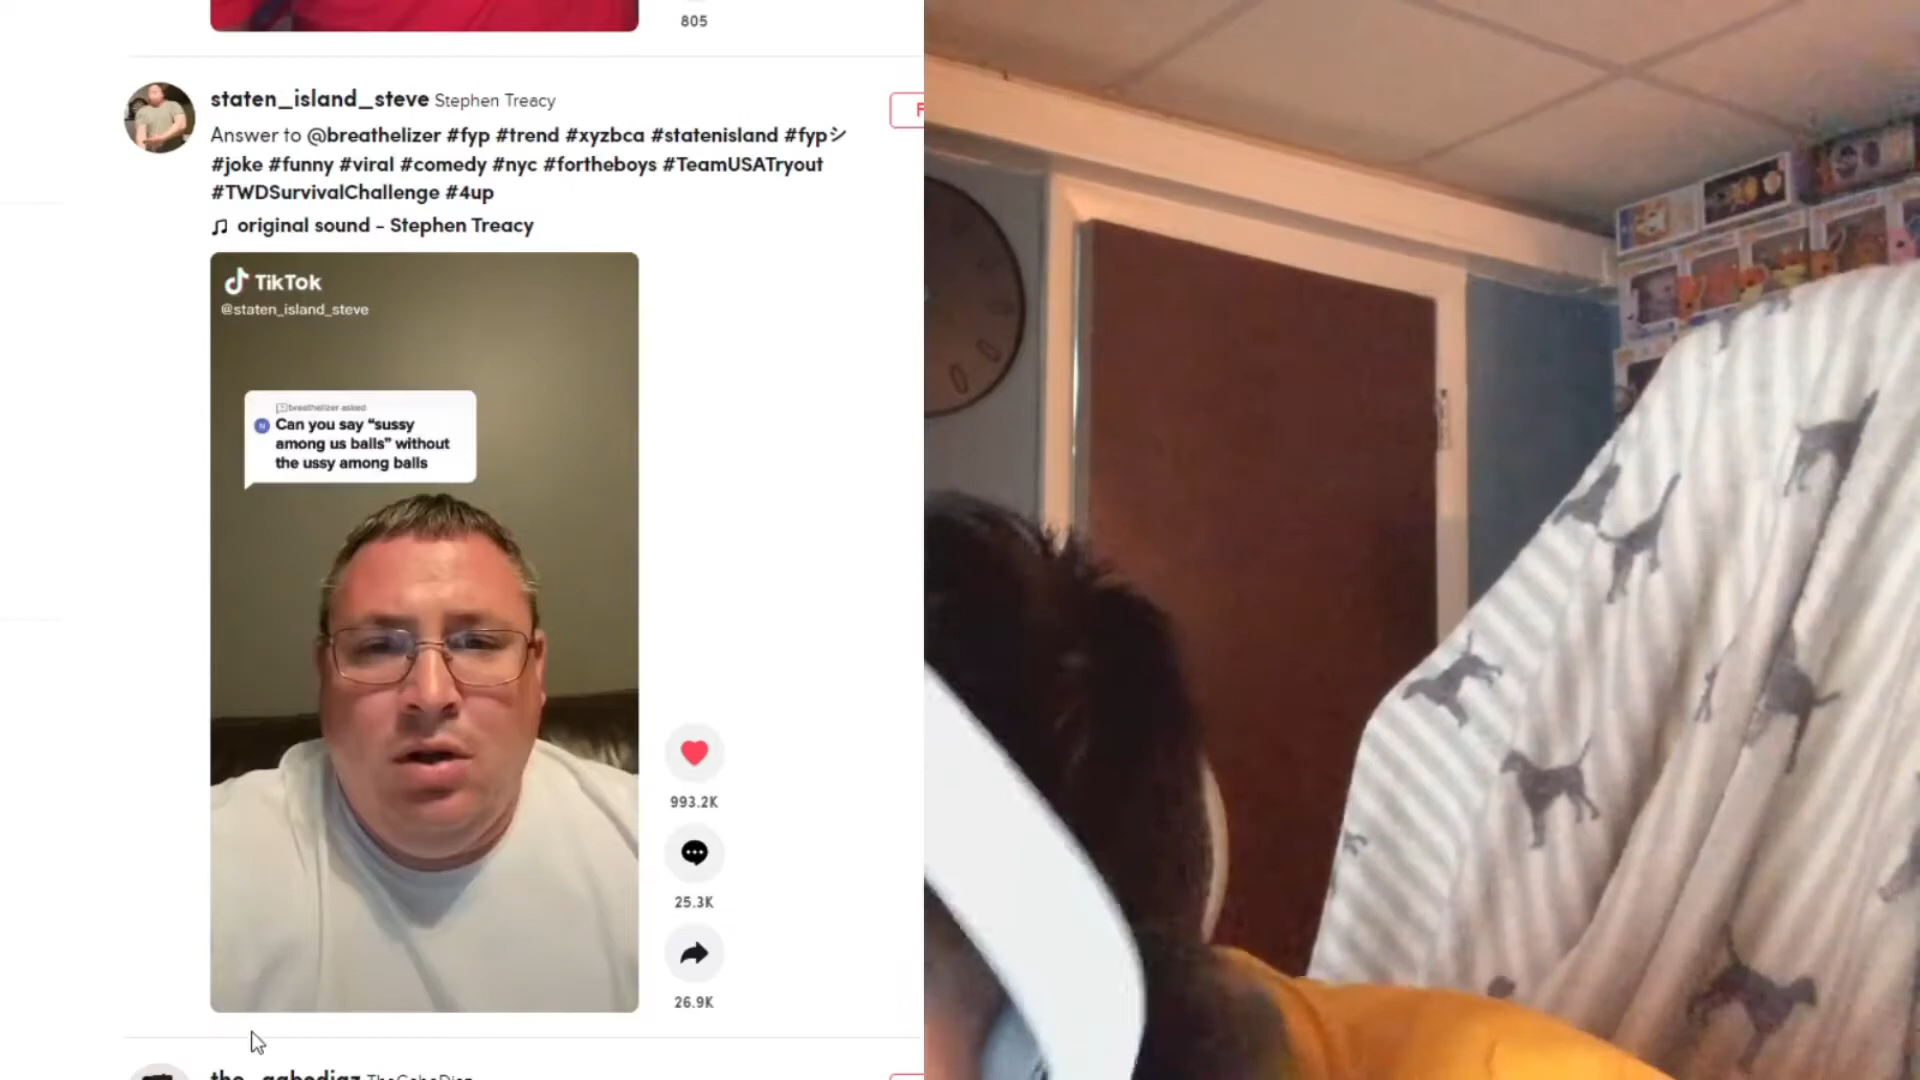 805
staten_island_steve Stephen Treacy
Answer to @breathelizer #fyp #trend #xyzbca #statenisland #fypシ
#joke #funny #viral #comedy #nyc #fortheboys #TeamUSATryout
#TWDSurvivalChallenge #4up
original sound - Stephen Treacy
TikTok
@staten_island_steve
breathelizer asked
Can you say “sussy
among us balls” without
the ussy among balls
993.2K
25.3K
26.9K